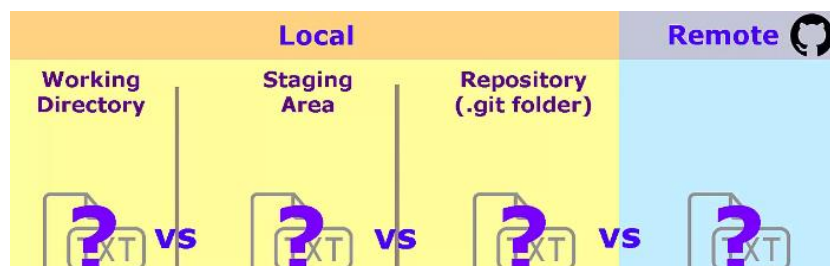 Local
Remote
Working
Directory
Staging
Area
Repository
(.git folder)
? TXT vs ? TXT vs ? TXT vs ? TXT